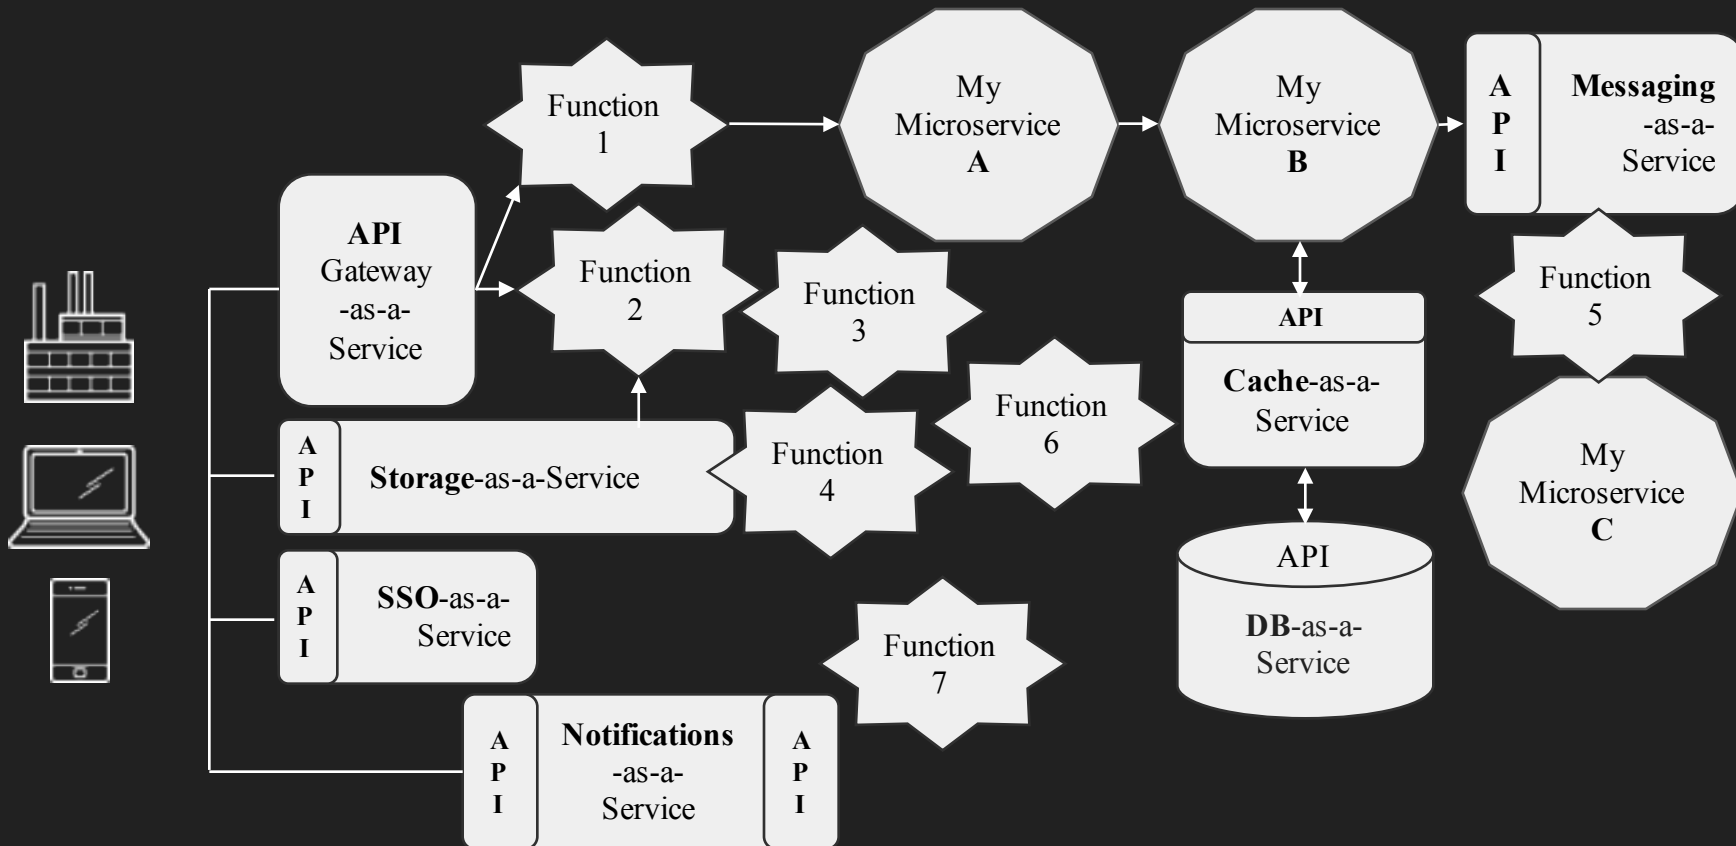 Function
1
My
Microservice
A
My
Microservice
B
A
P
I
Messaging
-as-a-
Service
API
Gateway
-as-a-
Service
Function
2
Function
3
Function
5
API
Cache-as-a-
Service
Function
6
A
P
I
Storage-as-a-Service
Function
4
My
Microservice
C
A
P
I
SSO-as-a-
Service
API
DB-as-a-
Service
Function
7
A
P
I
Notifications
-as-a-
Service
A
P
I